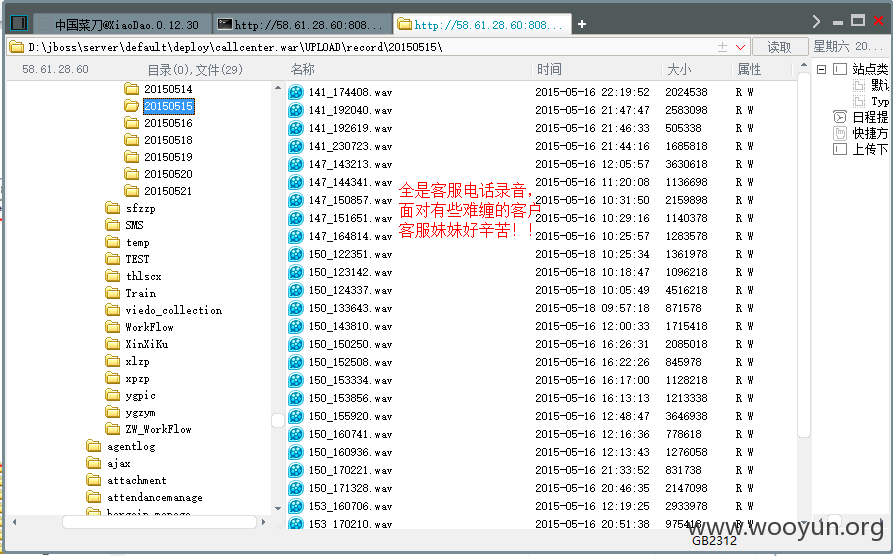 中国菜刀@XiaoDao.0.12.30
http://58.61.28.60:808...
http://58.61.28.60:808...
D:\jboss\server\default\deploy\callcenter.war\UPLOAD\record\20150515\
读取
星期六 20...
58.61.28.60
目录(0),文件(29)
20150514
20150515
20150516
20150518
20150519
20150520
20150521
sfzzp
SMS
temp
TEST
thlscx
Train
viedo_collection
WorkFlow
XinXiKu
xlzp
xpzp
ygpic
ygzym
ZW_WorkFlow
agentlog
ajax
attachment
attendancemanage
bargain_manage
名称 时间 大小 属性
141_174408.wav 2015-05-16 22:19:52 2024538 R W
141_192040.wav 2015-05-16 21:47:47 2583098 R W
141_192619.wav 2015-05-16 21:46:33 505338 R W
141_230723.wav 2015-05-16 21:44:16 1685818 R W
147_143213.wav 2015-05-16 12:05:57 3630618 R W
147_144341.wav 2015-05-16 11:20:08 1136698 R W
147_150857.wav 2015-05-16 10:31:50 2159898 R W
147_151651.wav 2015-05-16 10:29:16 1140378 R W
147_164814.wav 2015-05-16 10:25:57 1283578 R W
150_122351.wav 2015-05-18 10:25:34 1361978 R W
150_123142.wav 2015-05-18 10:18:47 1096218 R W
150_124337.wav 2015-05-18 10:05:49 4516218 R W
150_133643.wav 2015-05-18 09:57:18 871578 R W
150_143810.wav 2015-05-16 12:00:33 1715418 R W
150_150250.wav 2015-05-16 16:26:31 2085018 R W
150_152508.wav 2015-05-16 16:22:26 845978 R W
150_153334.wav 2015-05-16 16:17:00 1128218 R W
150_153856.wav 2015-05-16 16:13:13 1213338 R W
150_155920.wav 2015-05-16 12:48:47 3646938 R W
150_160741.wav 2015-05-16 12:16:36 778618 R W
150_160936.wav 2015-05-16 12:13:43 1276058 R W
150_170221.wav 2015-05-16 21:33:52 831738 R W
150_171328.wav 2015-05-16 20:46:35 2147098 R W
153_160706.wav 2015-05-16 12:19:25 2933978 R W
153_170210.wav 2015-05-16 20:51:38 975418 R W
全是客服电话录音，
面对有些难缠的客户
客服妹妹好辛苦！！
站点类
默认
Typ
日程提
快捷方
上传下
www.wooyun.org
GB2312